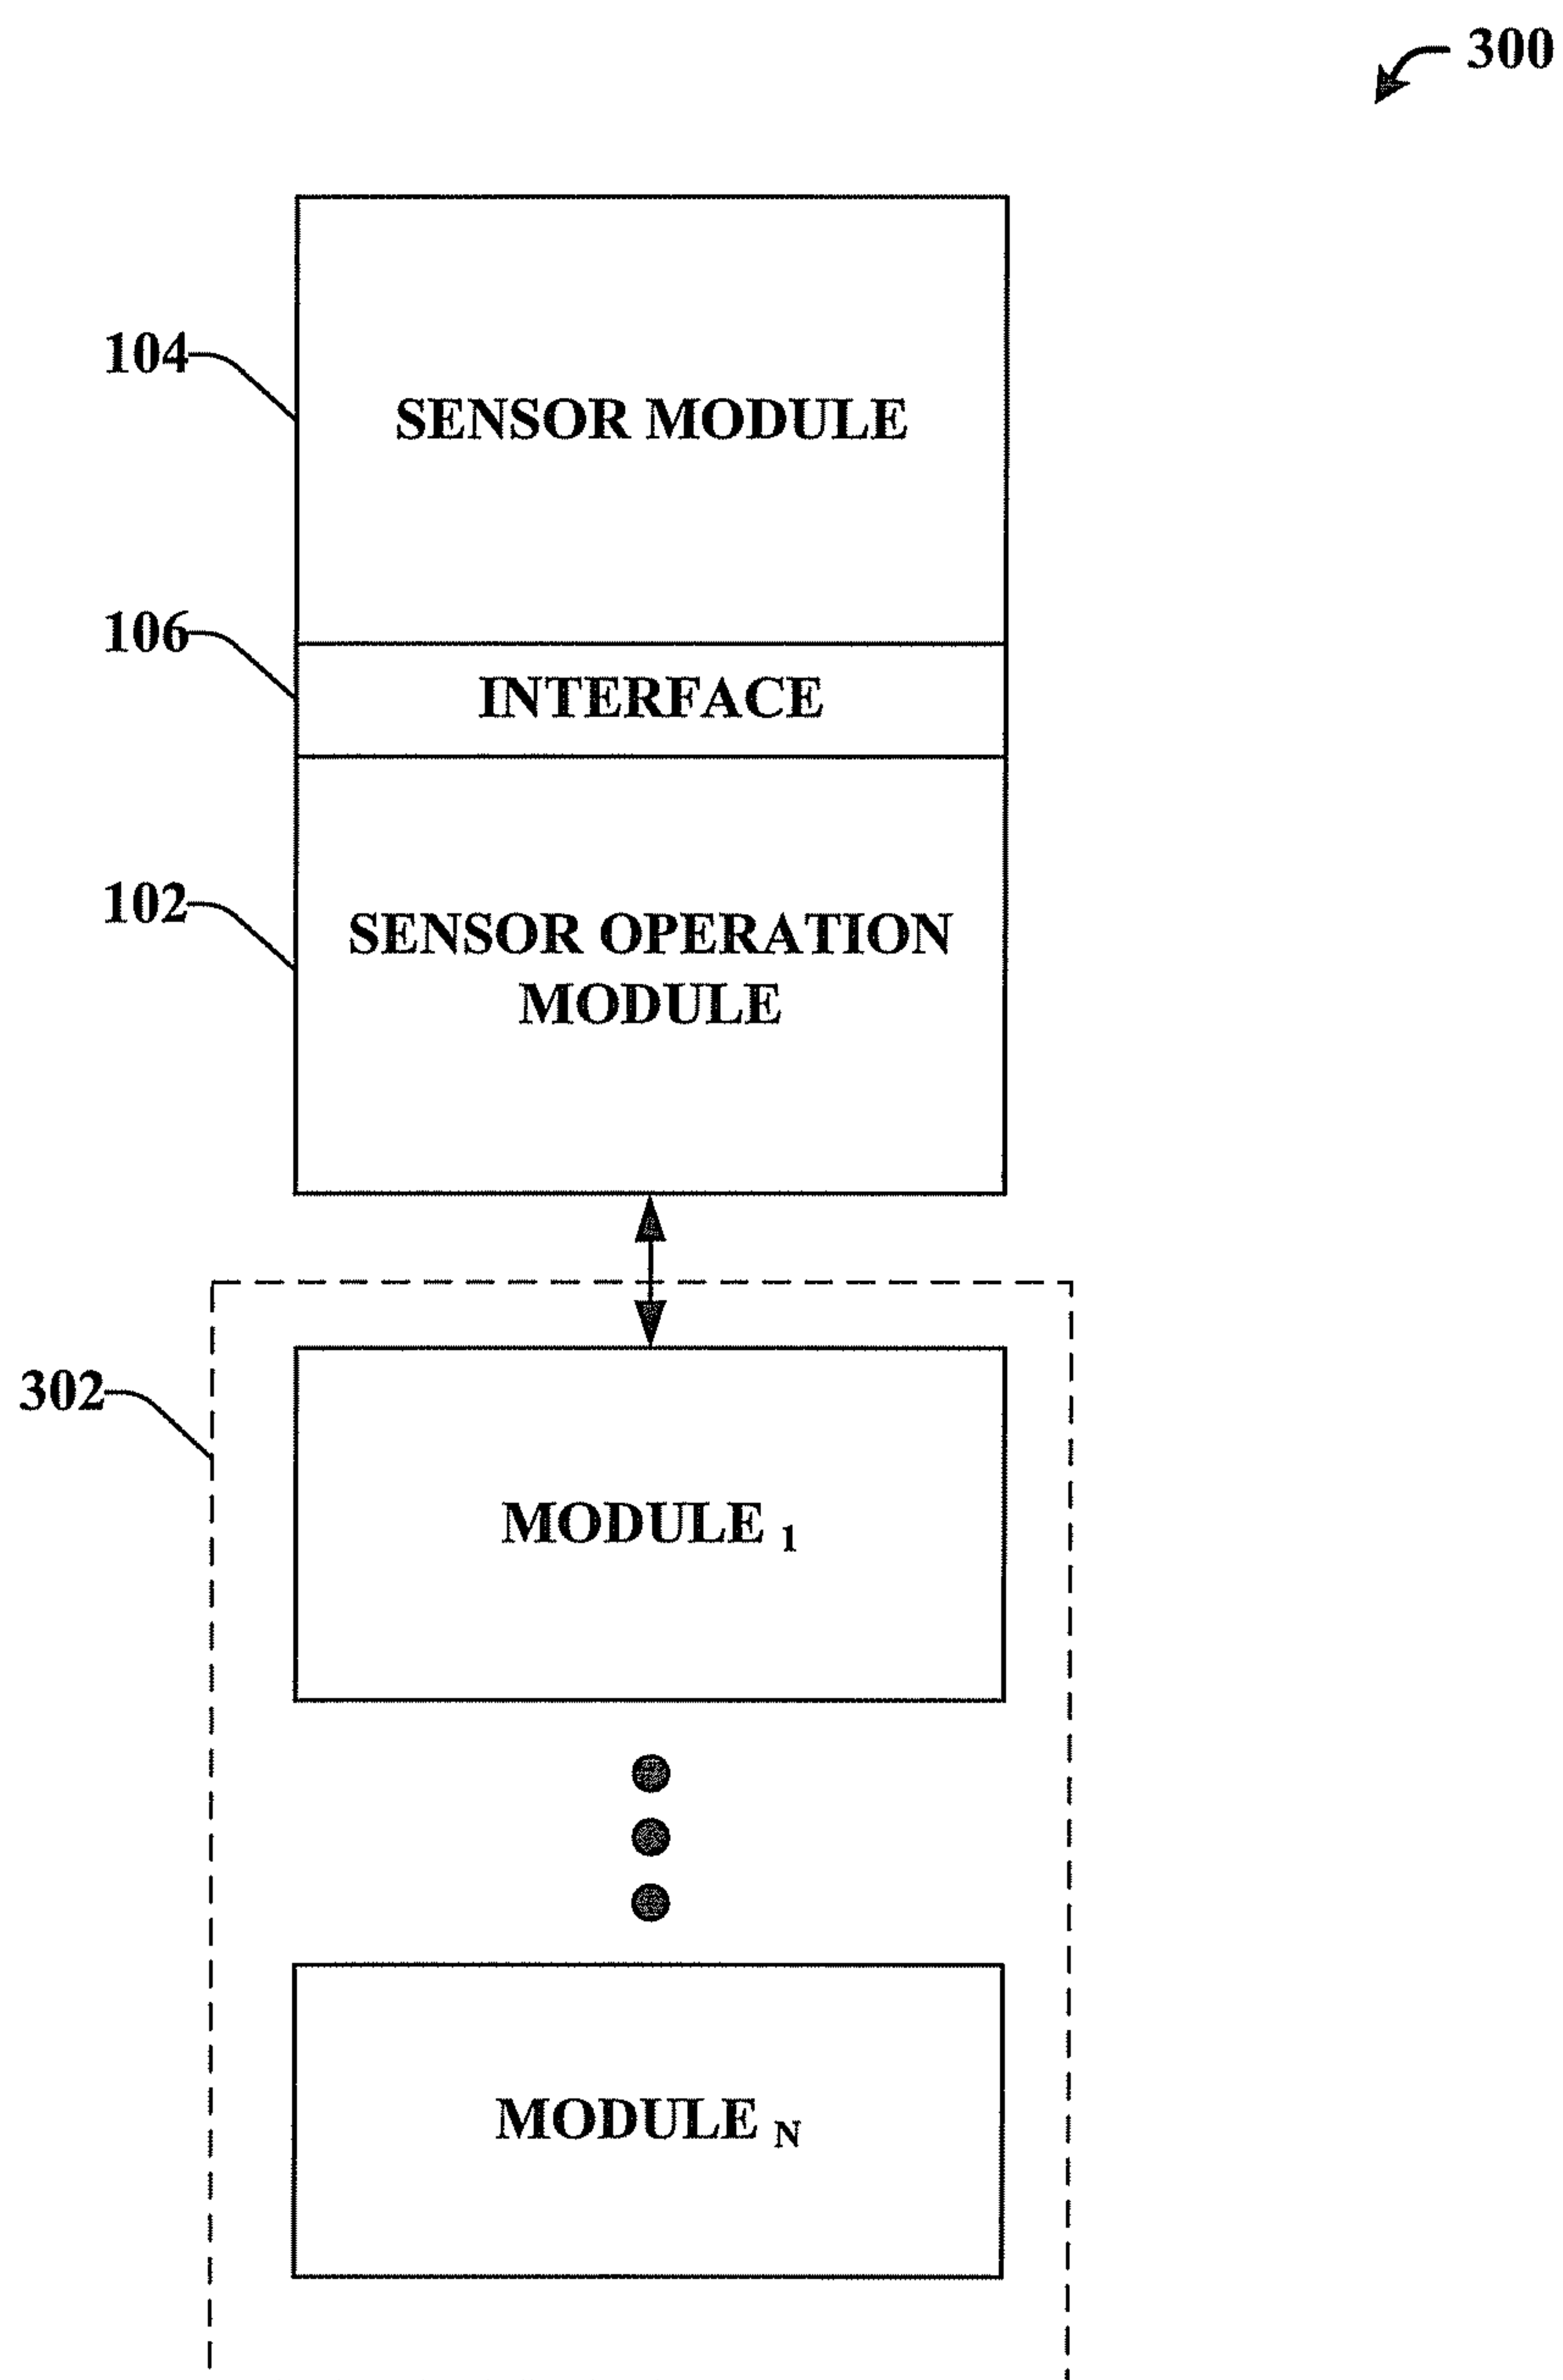 300
104
SENSOR MODULE
106
INTERFACE
102
SENSOR OPERATION
MODULE
302
MODULE 1
MODULE N